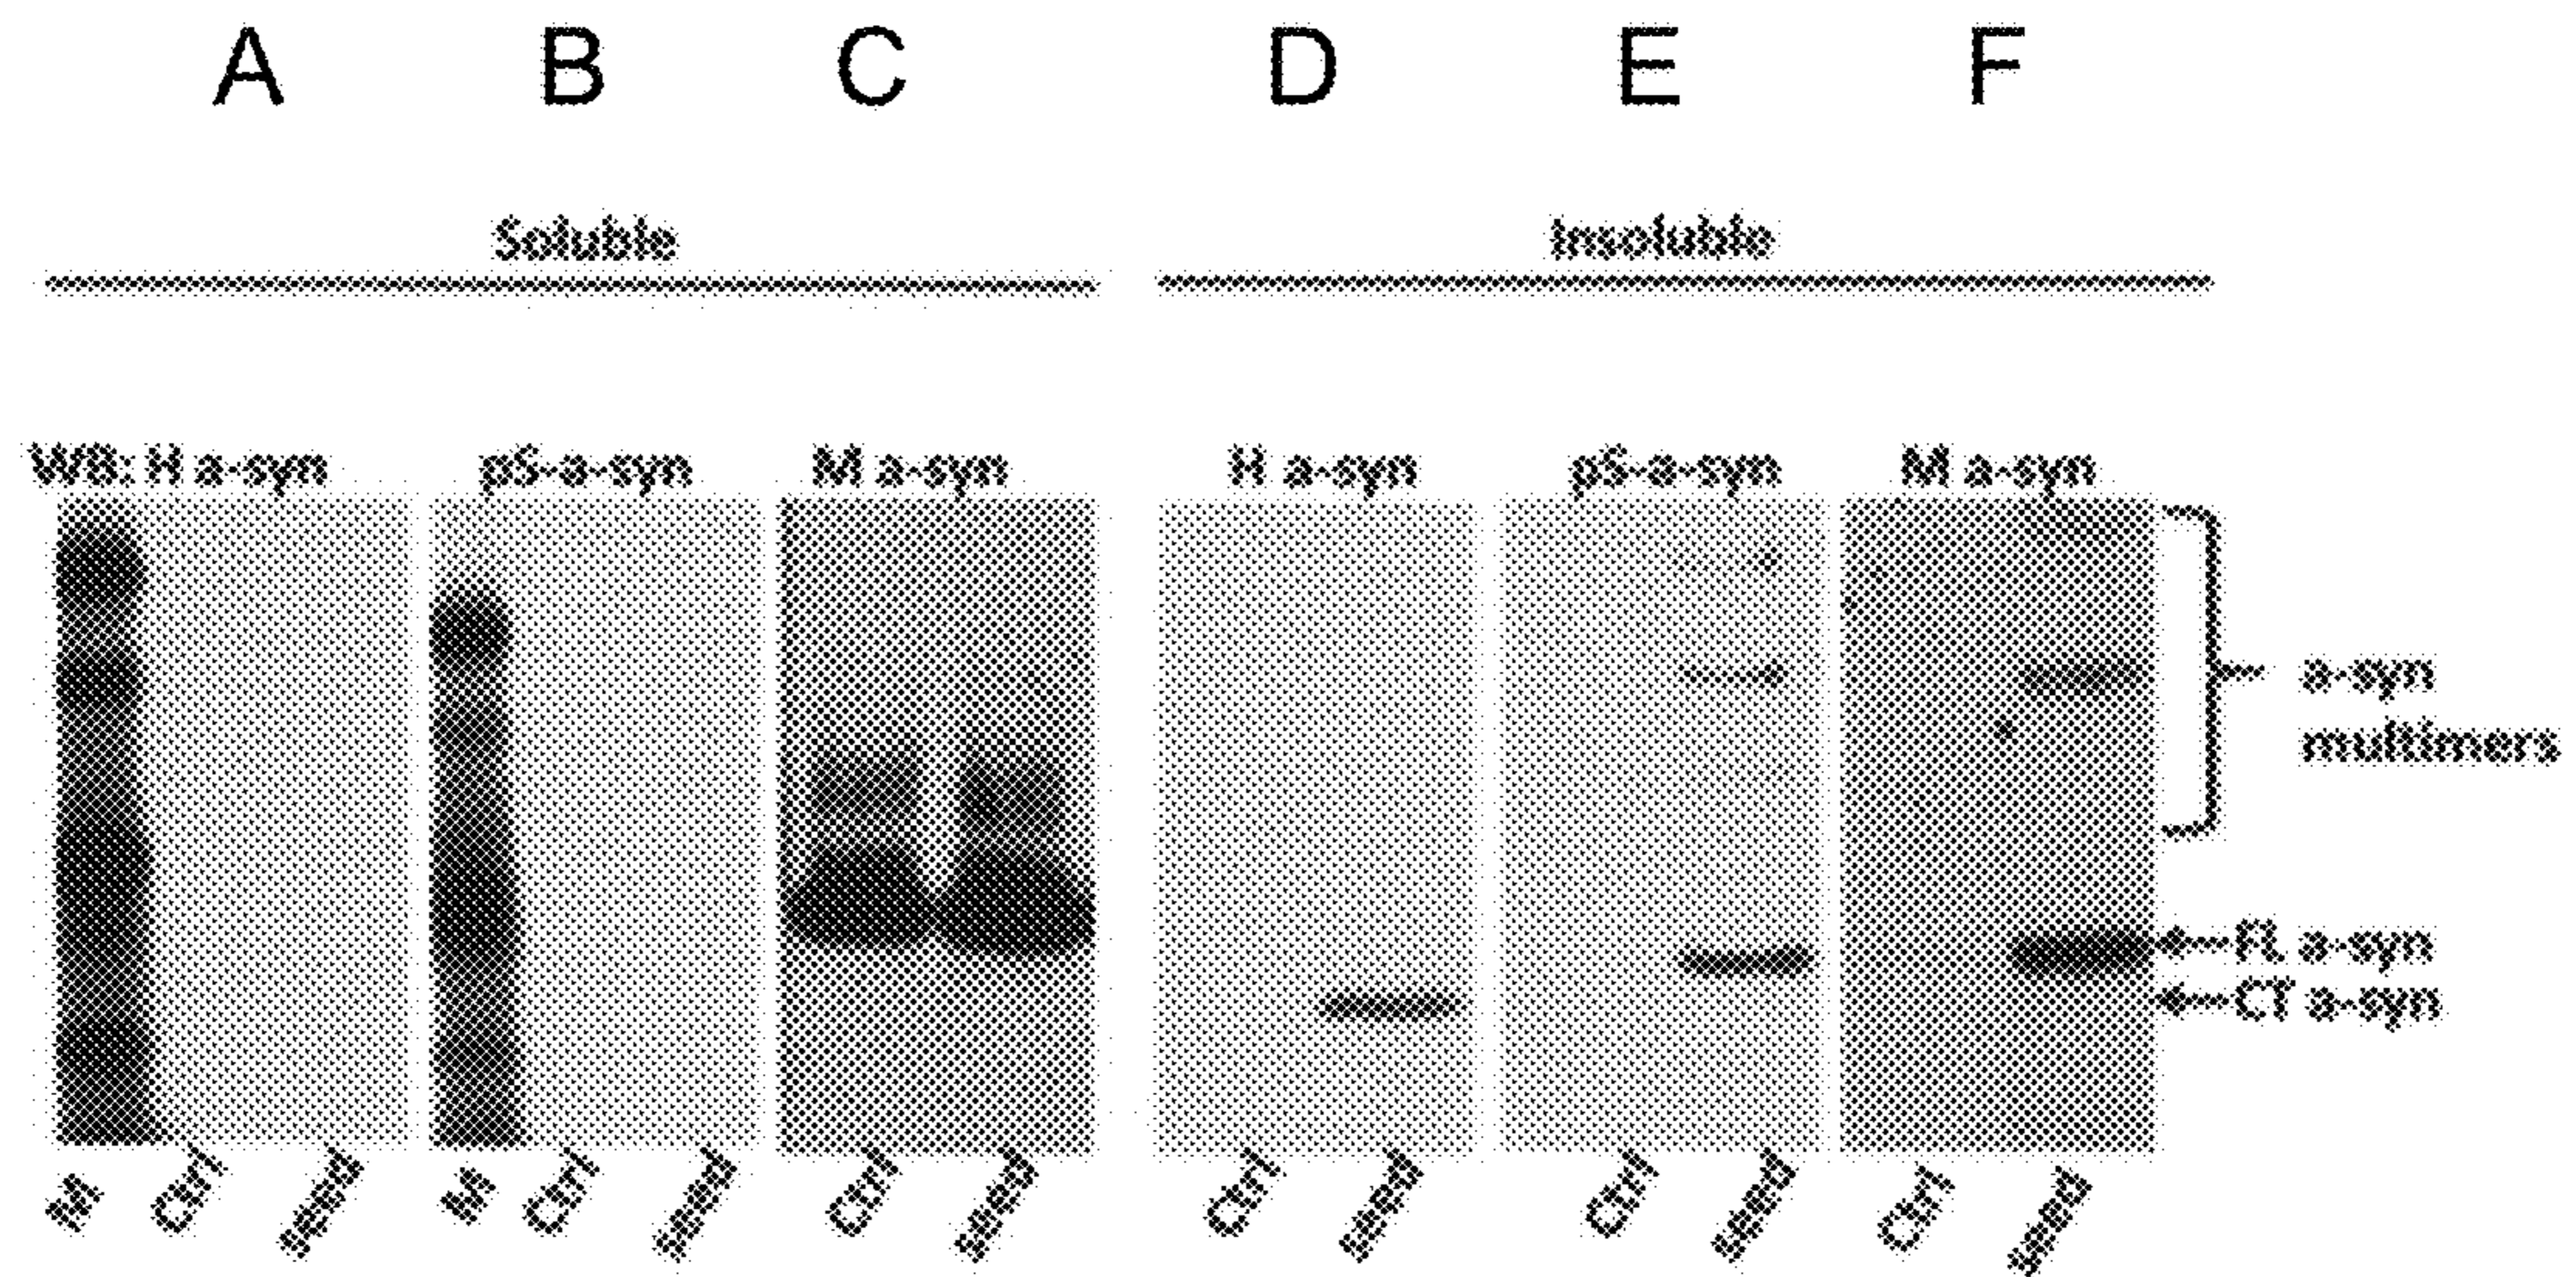 A B C D E F
Soluble Insoluble
WB: H a-syn pS-a-syn M a-syn H a-syn pS-a-syn M a-syn
a-syn
multimers
FL a-syn
CT a-syn
M Ctrl seed M Ctrl seed Ctrl seed Ctrl seed Ctrl seed Ctrl seed